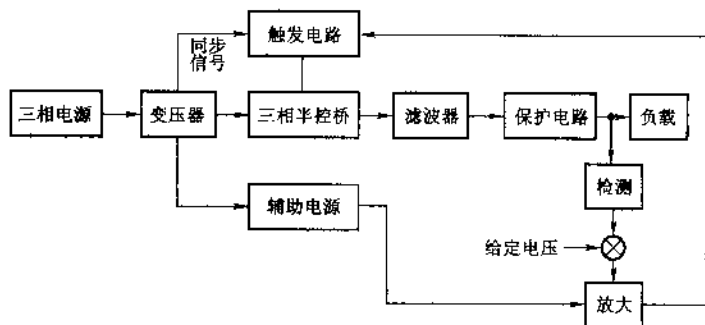 触发电路
同步
信号
三相电源
变压器
三相半控桥
滤波器
保护电路
负载
检测
辅助电源
给定电压
放大